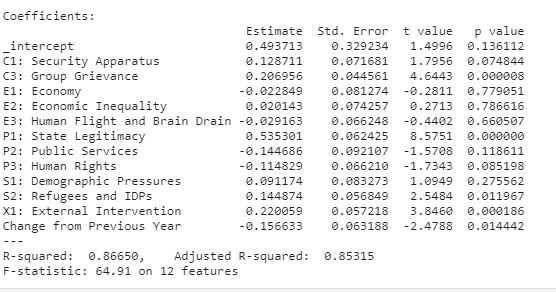 Coefficients:
Estimate Std. Error t value p value
_intercept 0.493713 0.329234 1.4996 0.136112
C1: Security Apparatus 0.128711 0.071681 1.7956 0.074844
C3: Group Grievance 0.206956 0.044561 4.6443 0.000008
E1: Economy -0.022849 0.081274 -0.2811 0.779051
E2: Economic Inequality 0.020143 0.074257 0.2713 0.786616
E3: Human Flight and Brain Drain -0.029163 0.066248 -0.4402 0.660507
P1: State Legitimacy 0.535301 0.062425 8.5751 0.000000
P2: Public Services -0.144686 0.092107 -1.5708 0.118611
P3: Human Rights -0.114829 0.066210 -1.7343 0.085198
S1: Demographic Pressures 0.091174 0.083273 1.0949 0.275562
S2: Refugees and IDPs 0.144874 0.056849 2.5484 0.011967
X1: External Intervention 0.220059 0.057218 3.8460 0.000186
Change from Previous Year -0.156633 0.063188 -2.4788 0.014442
---
R-squared: 0.86650, Adjusted R-squared: 0.85315
F-statistic: 64.91 on 12 features